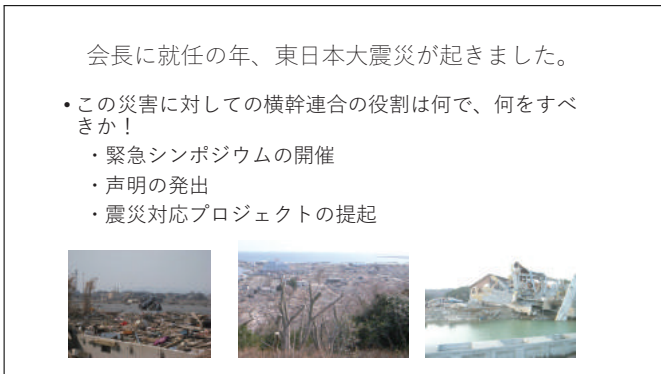 会長に就任の年、東日本大震災が起きました。
•この災害に対しての横幹連合の役割は何で、何をすべ
きか！
・緊急シンポジウムの開催
・声明の発出
・震災対応プロジェクトの提起